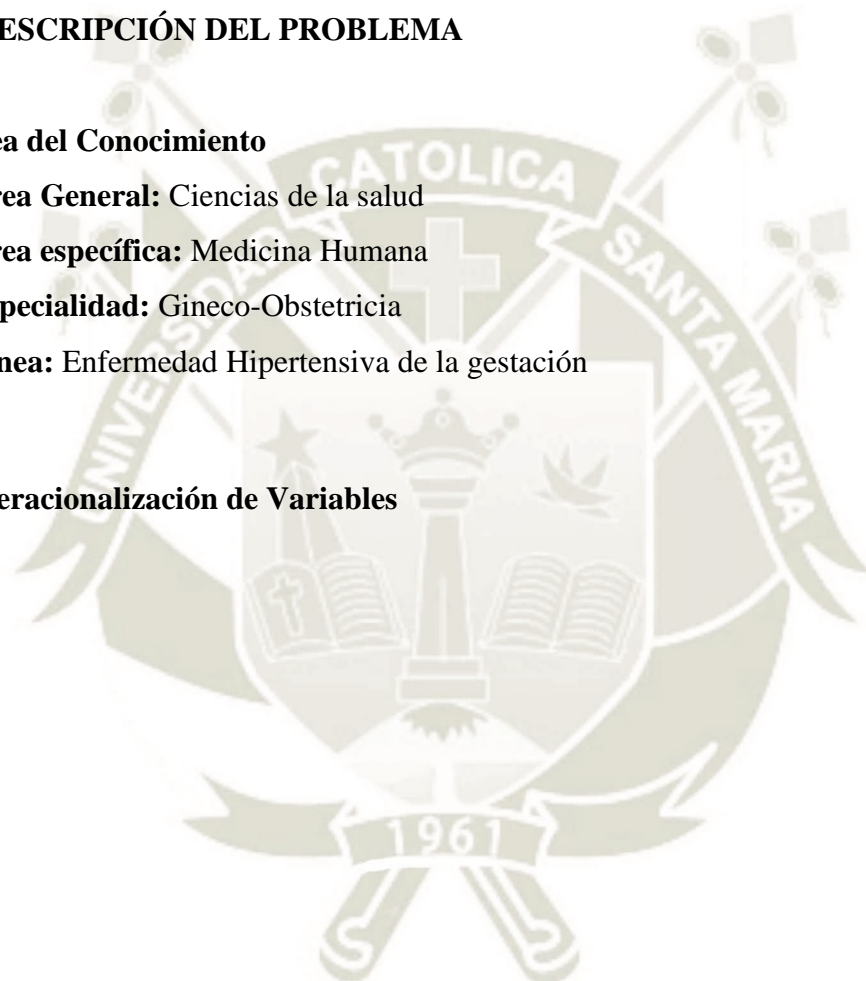 ESCRIPCIÓN DEL PROBLEMA
ea del Conocimiento
rea General: Ciencias de la salud
rea específica: Medicina Humana
pecialidad: Gineco-Obstetricia
nea: Enfermedad Hipertensiva de la gestación
eracionalización de Variables
UNIVERSIDAD CATOLICA SANTA MARIA
1961